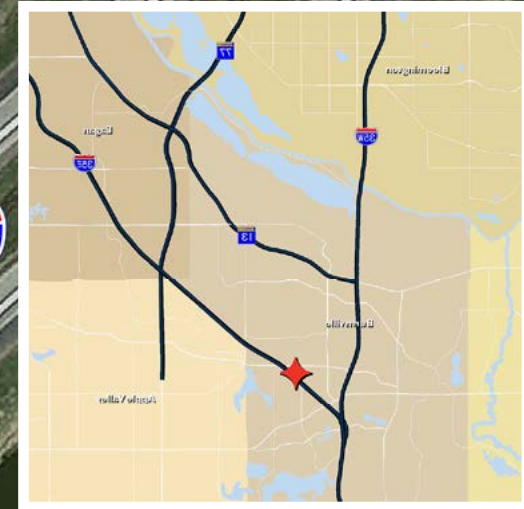 77
Bloomington
Eagan
35W
35E
13
Burnsville
Apple Valley